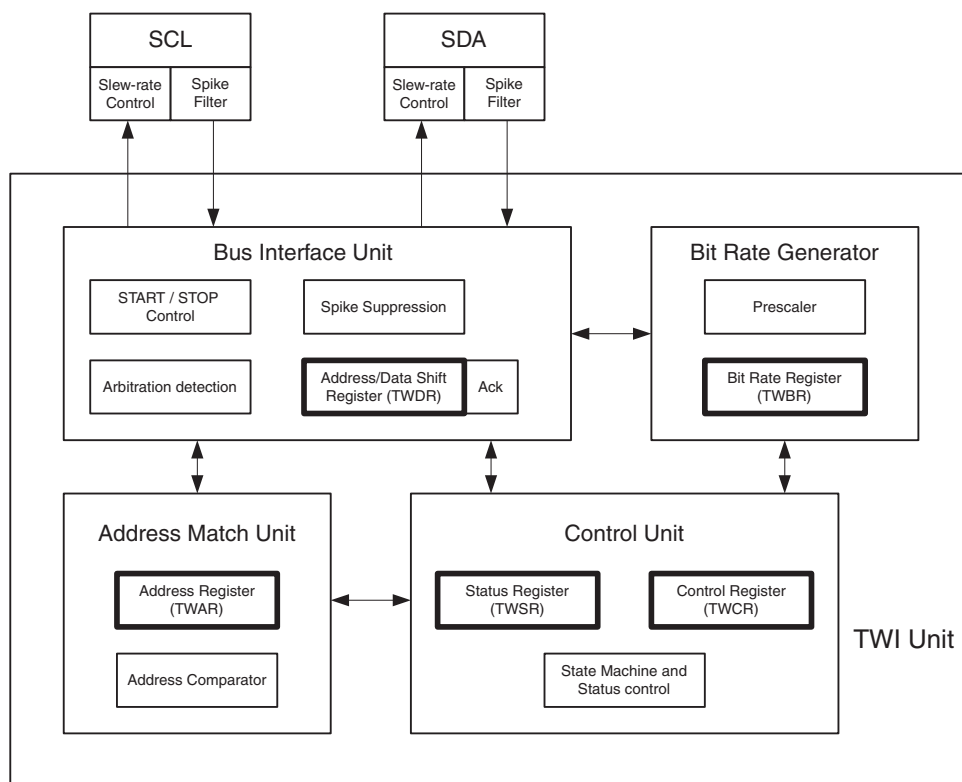 SCL
SDA
Slew-rate
Control
Spike
Filter
Slew-rate
Control
Spike
Filter
Bus Interface Unit
START / STOP
Control
Spike Suppression
Arbitration detection
Address/Data Shift
Register (TWDR)
Ack
Bit Rate Generator
Prescaler
Bit Rate Register
(TWBR)
Address Match Unit
Address Register
(TWAR)
Address Comparator
Control Unit
Status Register
(TWSR)
Control Register
(TWCR)
State Machine and
Status control
TWI Unit